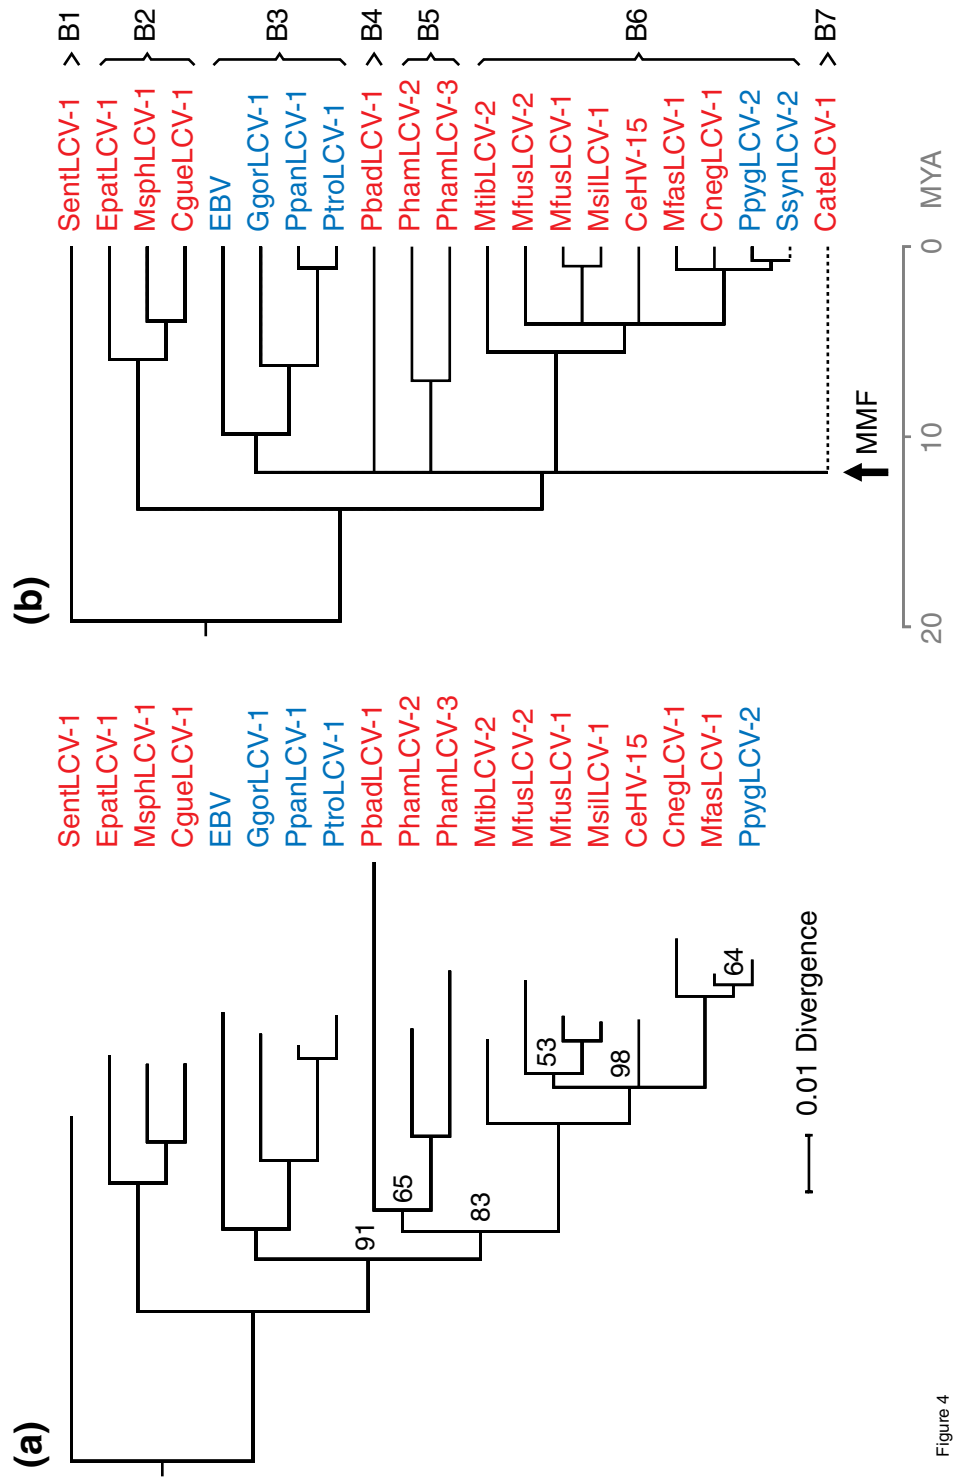 (a)
SentLCV-1
EpatLCV-1
MsphLCV-1
CgueLCV-1
EBV
GgorLCV-1
PpanLCV-1
PtroLCV-1
PbadLCV-1
PhamLCV-2
PhamLCV-3
MtibLCV-2
MfusLCV-2
MfusLCV-1
MsilLCV-1
CeHV-15
CnegLCV-1
MfasLCV-1
PpygLCV-2
91
65
83
53
98
64
0.01 Divergence
(b)
SentLCV-1
EpatLCV-1
MsphLCV-1
CgueLCV-1
EBV
GgorLCV-1
PpanLCV-1
PtroLCV-1
PbadLCV-1
PhamLCV-2
PhamLCV-3
MtibLCV-2
MfusLCV-2
MfusLCV-1
MsilLCV-1
CeHV-15
MfasLCV-1
CnegLCV-1
PpygLCV-2
SsynLCV-2
CateLCV-1
B1
B2
B3
B4
B5
B6
B7
MMF
20 10 0 MYA
Figure 4